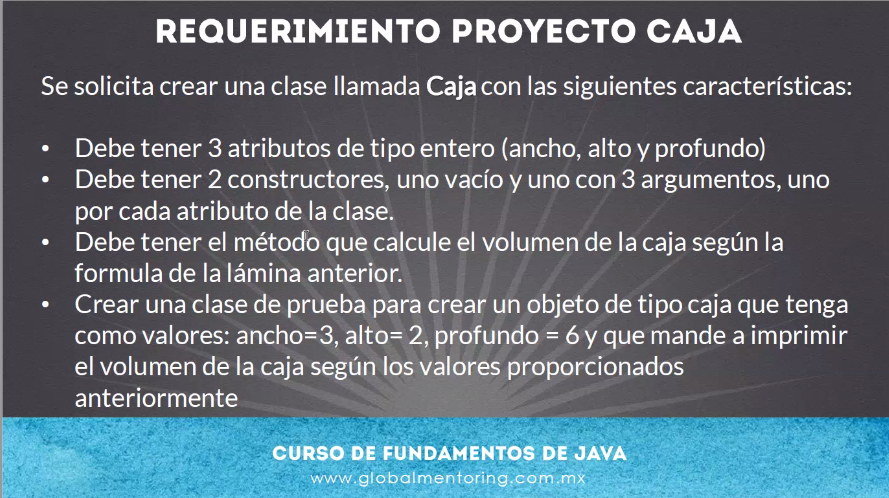 REQUERIMIENTO PROYECTO CAJA
Se solicita crear una clase llamada Caja con las siguientes características:
• Debe tener 3 atributos de tipo entero (ancho, alto y profundo)
• Debe tener 2 constructores, uno vacío y uno con 3 argumentos, uno
por cada atributo de la clase.
• Debe tener el método que calcule el volumen de la caja según la
formula de la lámina anterior.
• Crear una clase de prueba para crear un objeto de tipo caja que tenga
como valores: ancho=3, alto= 2, profundo = 6 y que mande a imprimir
el volumen de la caja según los valores proporcionados
anteriormente
CURSO DE FUNDAMENTOS DE JAVA
www.globalmentoring.com.mx